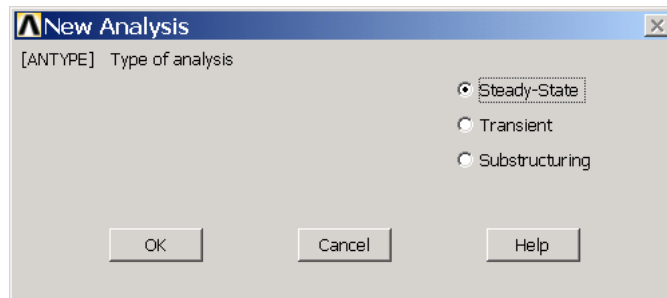 New Analysis
[ANTYPE] Type of analysis
Steady-State
Transient
Substructuring
OK Cancel Help